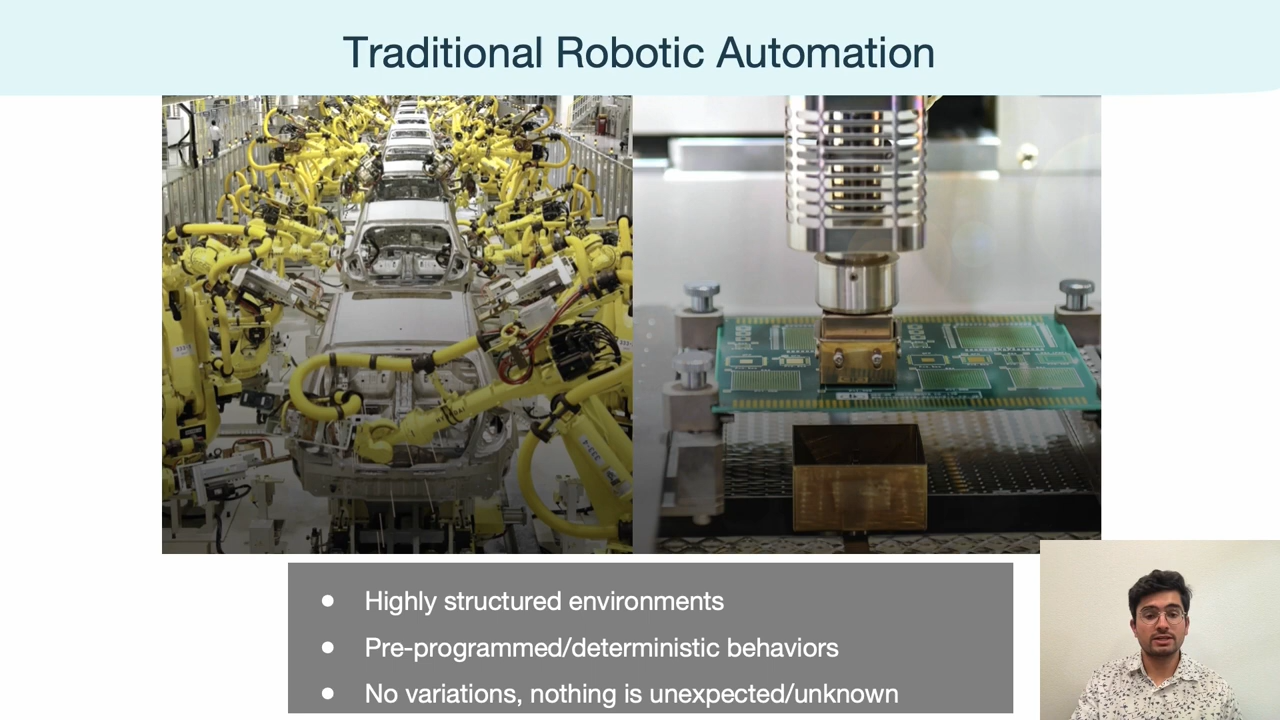 Traditional Robotic Automation
● Highly structured environments
● Pre-programmed/deterministic behaviors
● No variations, nothing is unexpected/unknown